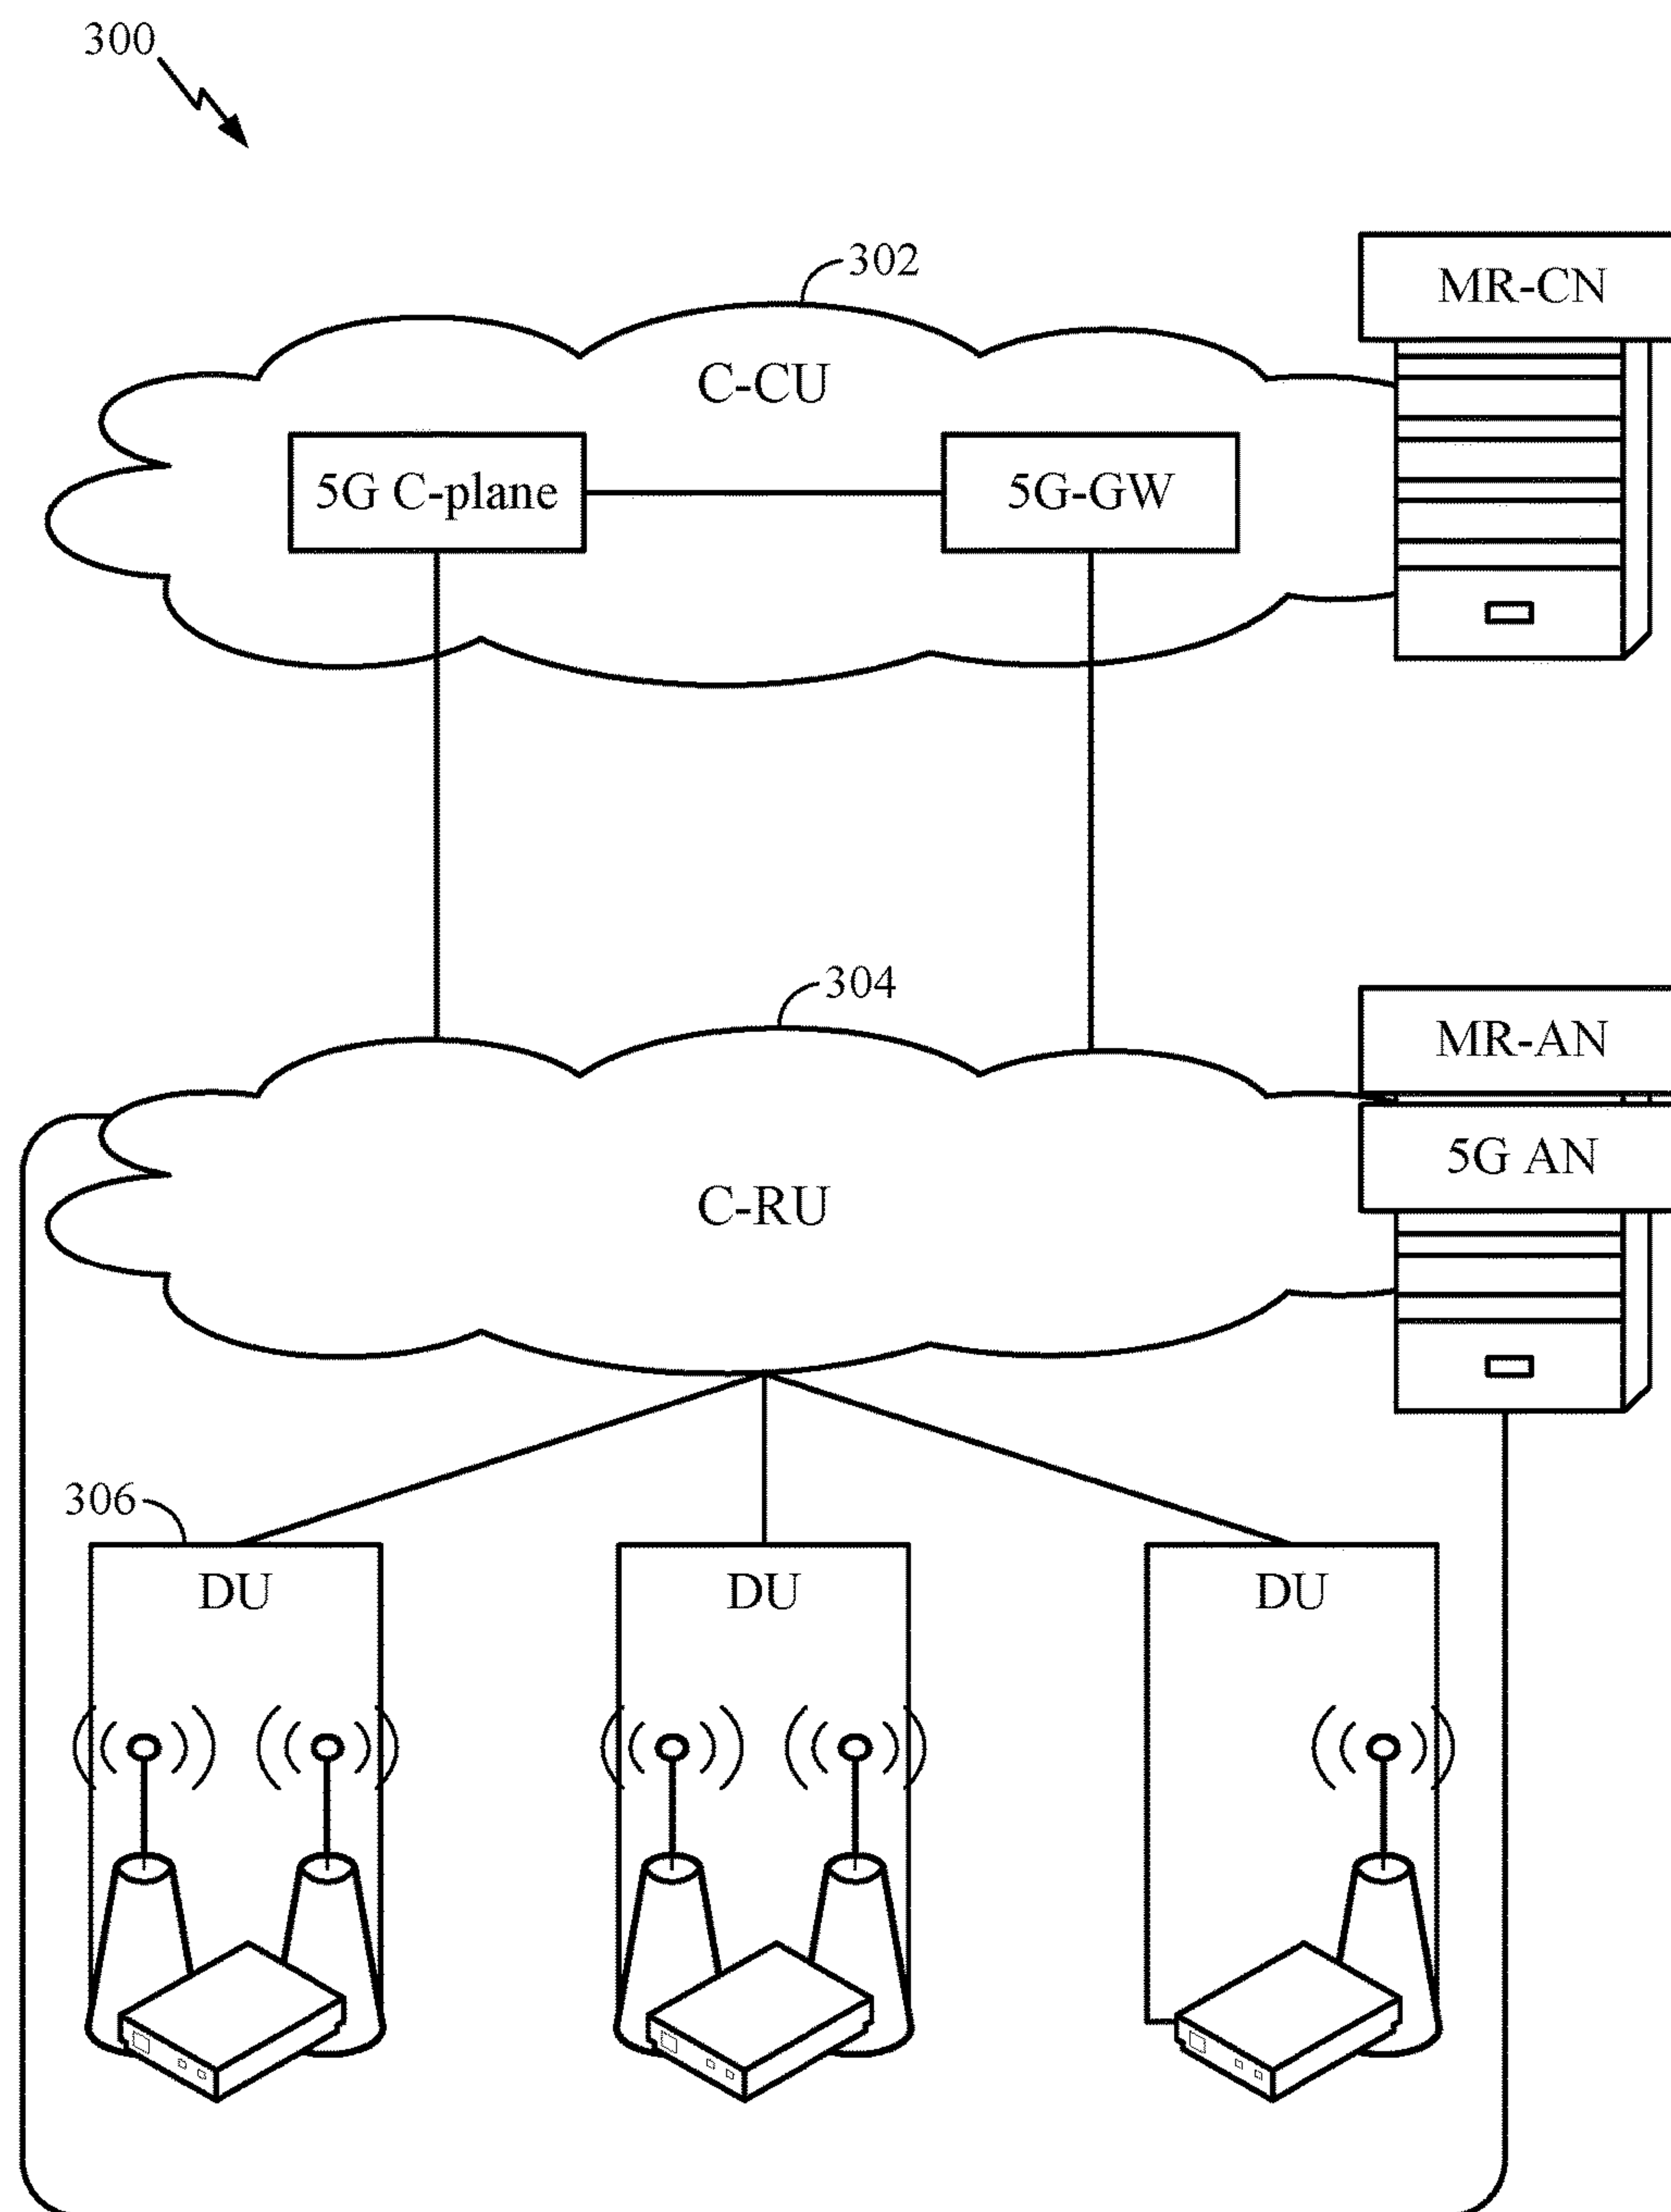 300
302
MR-CN
C-CU
5G C-plane
5G-GW
304
MR-AN
5G AN
C-RU
306
DU
DU
DU